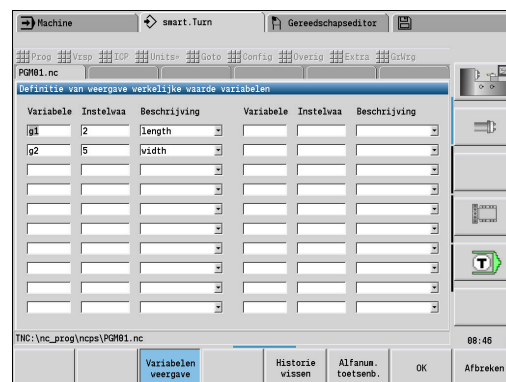 Machine smart.Turn Gereedschapseditor
Prog Vrsp ICP Units» Goto Config Overig Extra GrWrg
PGM01.nc
Definitie van weergave werkelijke waarde variabelen
Variabele Instelwaa Beschrijving Variabele Instelwaa Beschrijving
g1 2 length
g2 5 width
T
TNC:\nc_prog\ncps\PGM01.nc
08:46
Variabelen weergave Historie wissen Alfanum. toetsenb. OK Afbreken